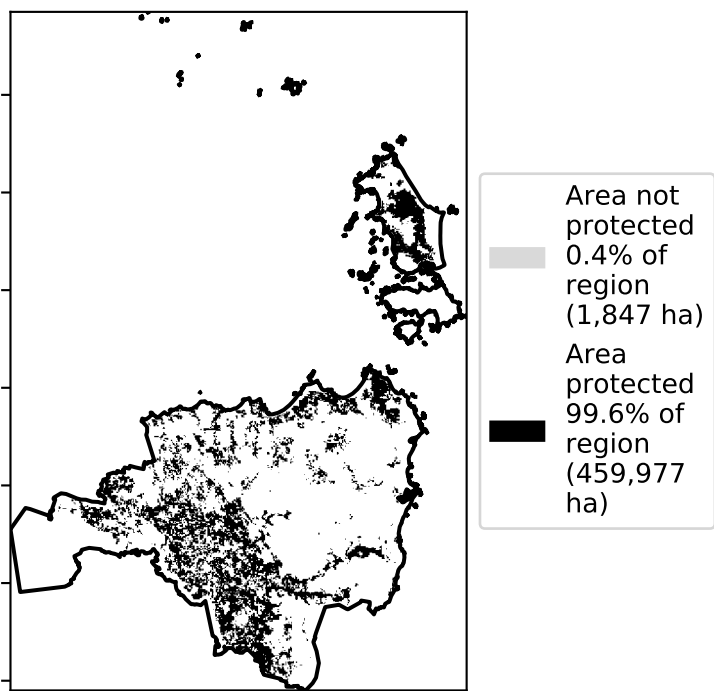 Area not
protected
0.4% of
region
(1,847 ha)
Area
protected
99.6% of
region
(459,977
ha)